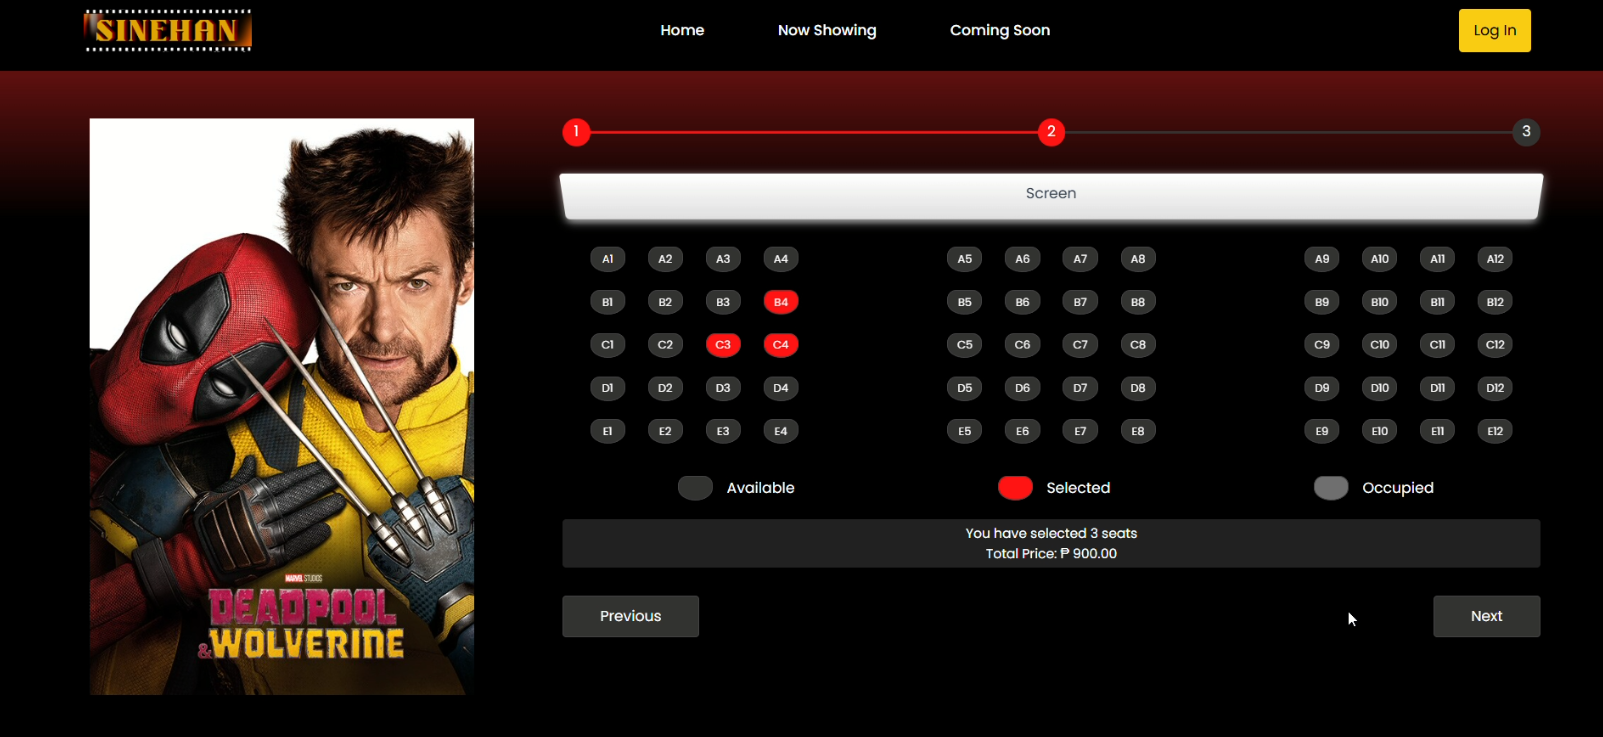 SINEHAN
Home Now Showing Coming Soon Log In
1 2 3
Screen
A1 A2 A3 A4 A5 A6 A7 A8 A9 A10 A11 A12
B1 B2 B3 B4 B5 B6 B7 B8 B9 B10 B11 B12
C1 C2 C3 C4 C5 C6 C7 C8 C9 C10 C11 C12
D1 D2 D3 D4 D5 D6 D7 D8 D9 D10 D11 D12
E1 E2 E3 E4 E5 E6 E7 E8 E9 E10 E11 E12
Available Selected Occupied
You have selected 3 seats
Total Price: ₱ 900.00
Previous Next
MARVEL STUDIOS
DEADPOOL
&WOLVERINE